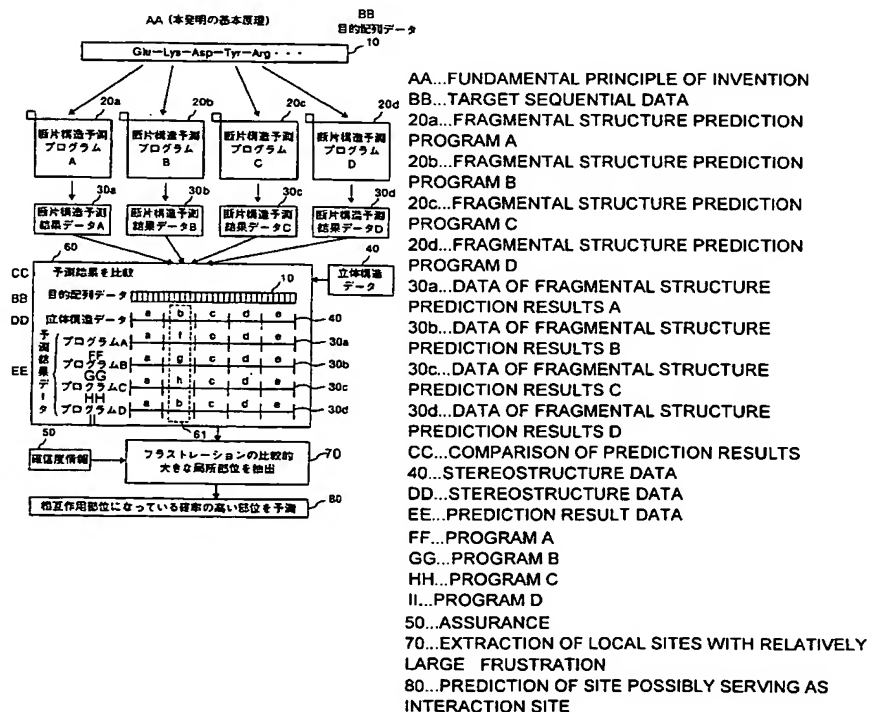 AA (本発明の基本原理)
BB
目的配列データ
10
Glu—Lys—Asp—Tyr—Arg・・・
20a
20b
20c
20d
断片構造予測
プログラム
A
断片構造予測
プログラム
B
断片構造予測
プログラム
C
断片構造予測
プログラム
D
30a
30b
30c
30d
断片構造予測
結果データA
断片構造予測
結果データB
断片構造予測
結果データC
断片構造予測
結果データD
60
40
CC 予測結果を比較
立体構造
データ
10
BB 目的配列データ
DD 立体構造データ a b c d e 40
EE 予測結果データ
プログラムA a f c d e 30a
FF
プログラムB a g c d e 30b
GG
プログラムC a h c d e 30c
HH
プログラムD a b c d e 30d
II
61
50
確信度情報
フラストレーションの比較的
大きな局所部位を抽出
70
相互作用部位になっている確率の高い部位を予測
80
AA...FUNDAMENTAL PRINCIPLE OF INVENTION
BB...TARGET SEQUENTIAL DATA
20a...FRAGMENTAL STRUCTURE PREDICTION
PROGRAM A
20b...FRAGMENTAL STRUCTURE PREDICTION
PROGRAM B
20c...FRAGMENTAL STRUCTURE PREDICTION
PROGRAM C
20d...FRAGMENTAL STRUCTURE PREDICTION
PROGRAM D
30a...DATA OF FRAGMENTAL STRUCTURE
PREDICTION RESULTS A
30b...DATA OF FRAGMENTAL STRUCTURE
PREDICTION RESULTS B
30c...DATA OF FRAGMENTAL STRUCTURE
PREDICTION RESULTS C
30d...DATA OF FRAGMENTAL STRUCTURE
PREDICTION RESULTS D
CC...COMPARISON OF PREDICTION RESULTS
40...STEREOSTRUCTURE DATA
DD...STEREOSTRUCTURE DATA
EE...PREDICTION RESULT DATA
FF...PROGRAM A
GG...PROGRAM B
HH...PROGRAM C
II...PROGRAM D
50...ASSURANCE
70...EXTRACTION OF LOCAL SITES WITH RELATIVELY
LARGE FRUSTRATION
80...PREDICTION OF SITE POSSIBLY SERVING AS
INTERACTION SITE